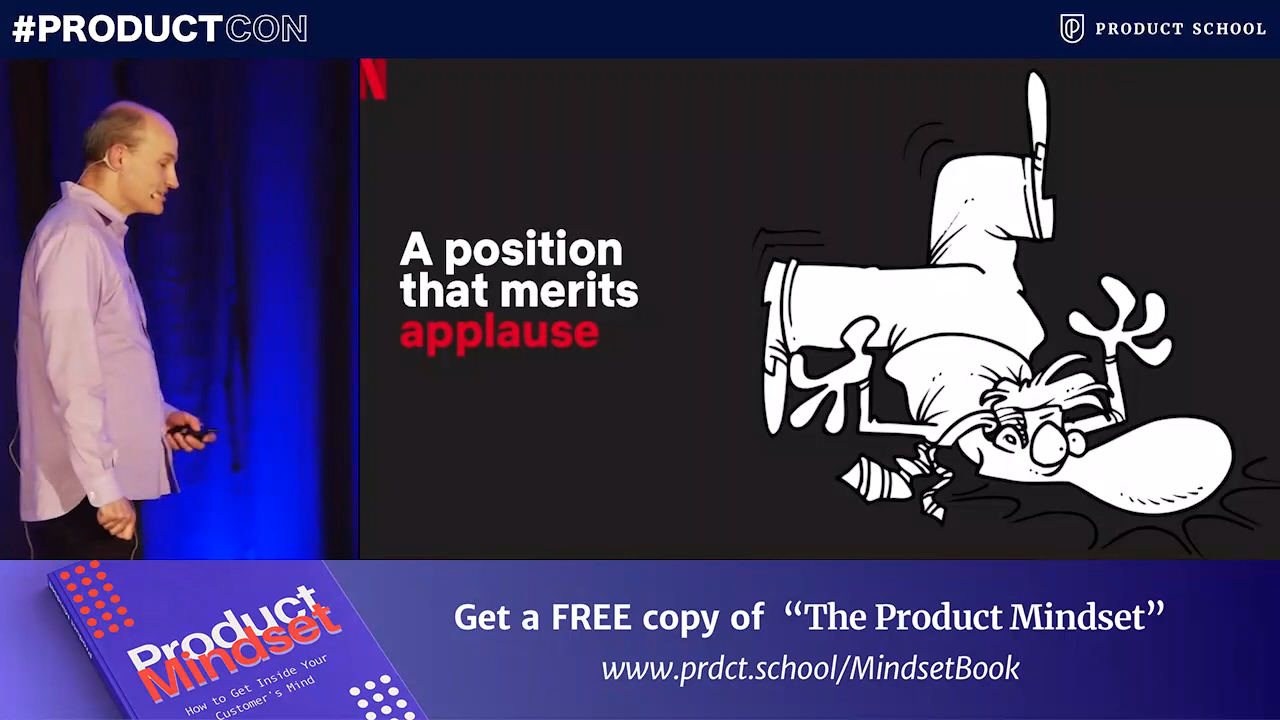 #PRODUCTCON
PRODUCT SCHOOL
N
A position
that merits
applause
Product
Mindset
How to Get Inside Your
Customer's Mind
Get a FREE copy of “The Product Mindset”
www.prdct.school/MindsetBook